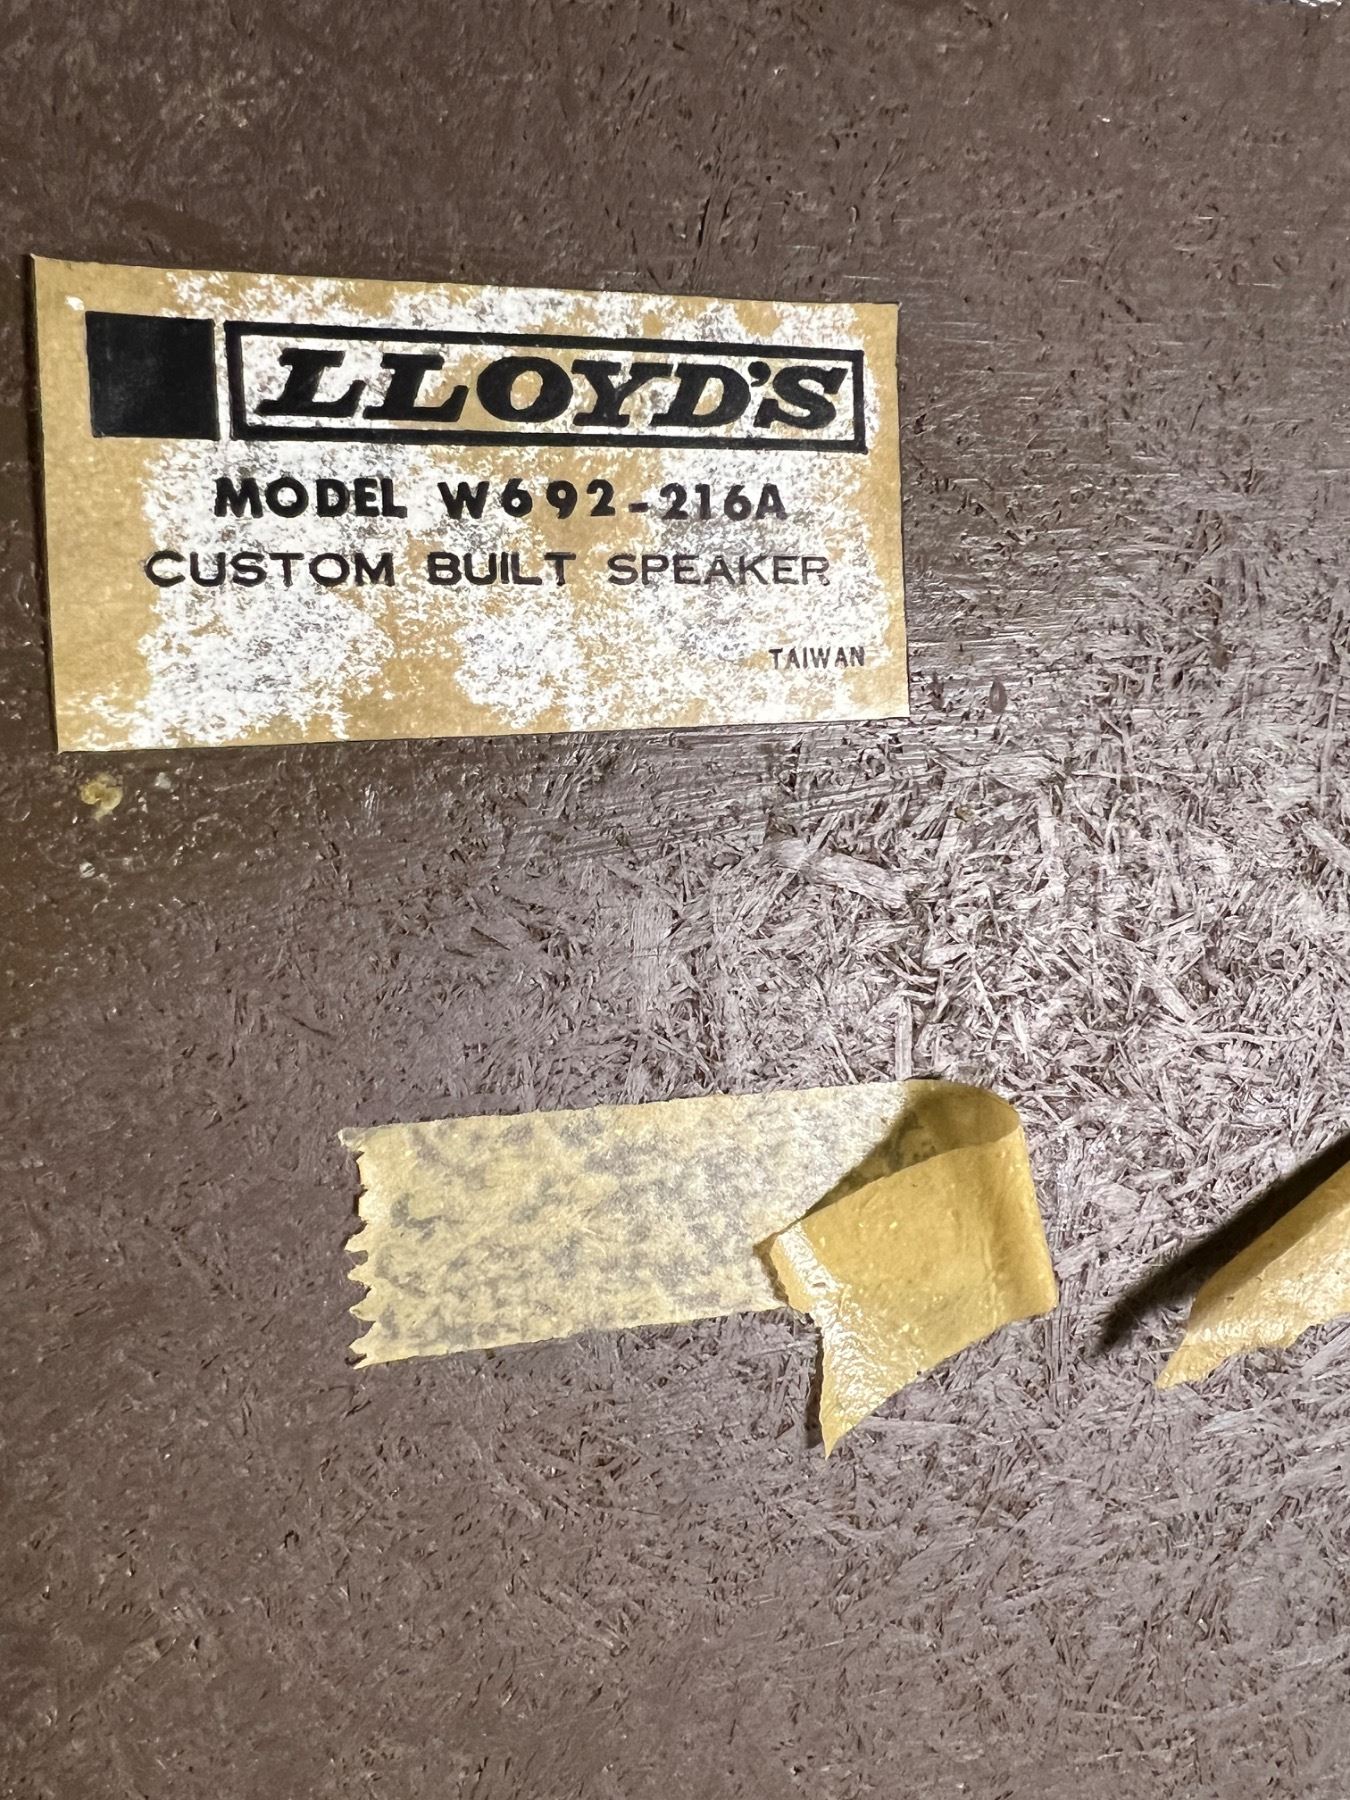 LLOYD'S
MODEL W692-216A
CUSTOM BUILT SPEAKER
TAIWAN